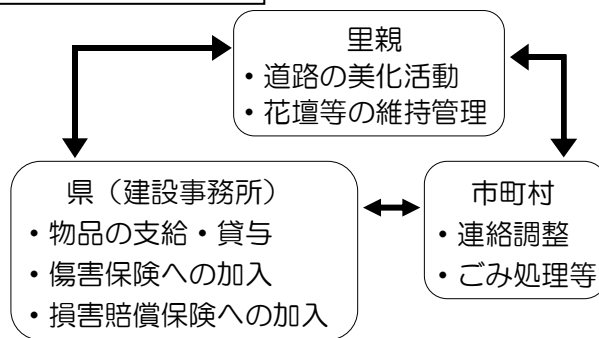 里親
・道路の美化活動
・花壇等の維持管理
県（建設事務所）
・物品の支給・貸与
・傷害保険への加入
・損害賠償保険への加入
市町村
・連絡調整
・ごみ処理等